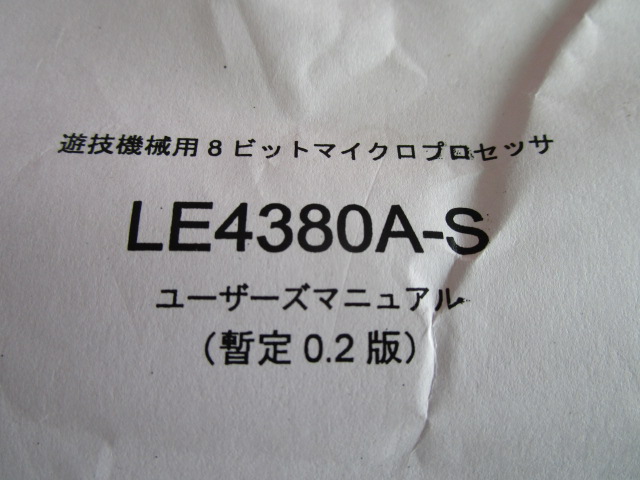 遊技機械用8ビットマイクロプロセッサ
LE4380A-S
ユーザーズマニュアル
（暫定0.2版）